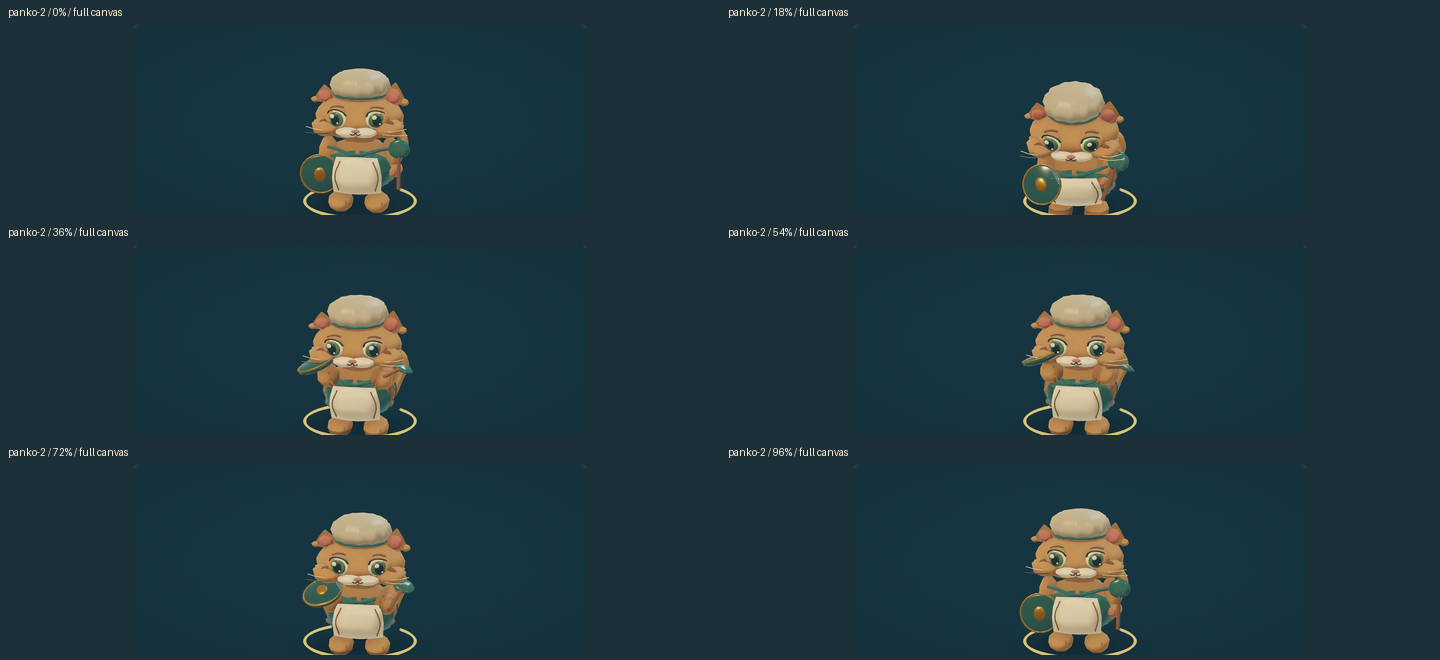 panko-2 / 0% / full canvas
panko-2 / 18% / full canvas
panko-2 / 36% / full canvas
panko-2 / 54% / full canvas
panko-2 / 72% / full canvas
panko-2 / 96% / full canvas